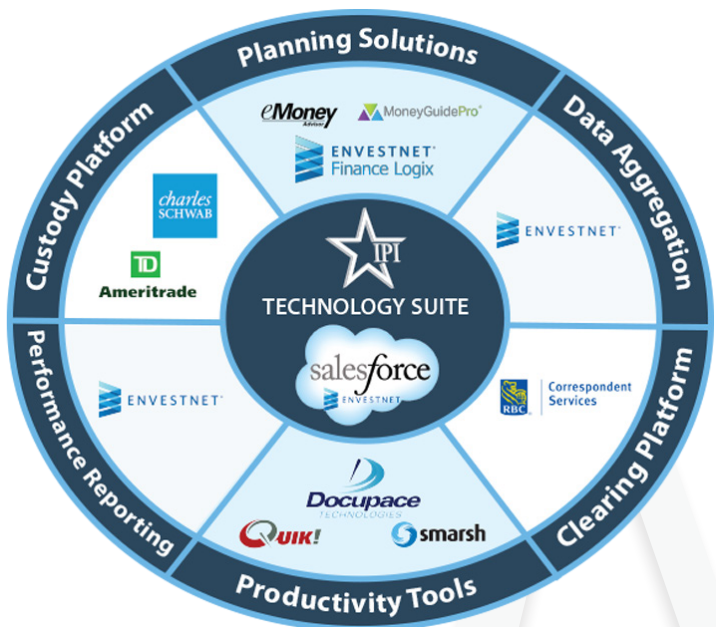 Planning Solutions
eMoney
Advisor
MoneyGuidePro®
ENVESTNET®
Finance Logix
Data Aggregation
ENVESTNET®
Clearing Platform
RBC®
Correspondent
Services
Productivity Tools
Docupace
TECHNOLOGIES
QUIK!
smarsh
Performance Reporting
ENVESTNET®
Custody Platform
charles
SCHWAB
TD
Ameritrade
IPI
TECHNOLOGY SUITE
salesforce
ENVESTNET